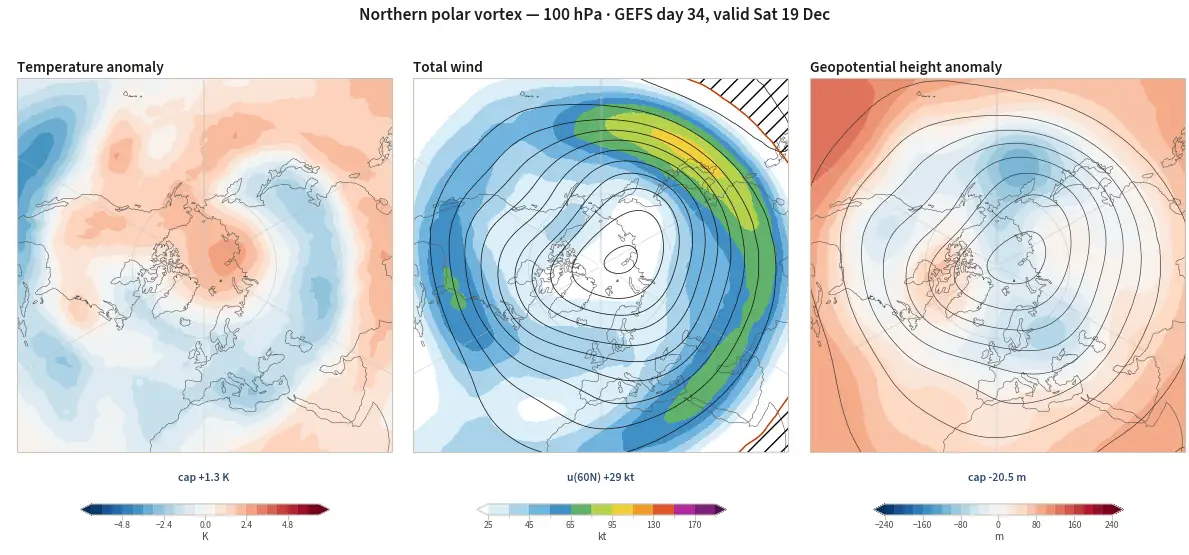 Northern polar vortex — 100 hPa · GEFS day 34, valid Sat 19 Dec
Temperature anomaly
Total wind
Geopotential height anomaly
cap +1.3 K
u(60N) +29 kt
cap -20.5 m
−4.8 −2.4 0.0 2.4 4.8
K
25 45 65 95 130 170
kt
−240 −160 −80 0 80 160 240
m